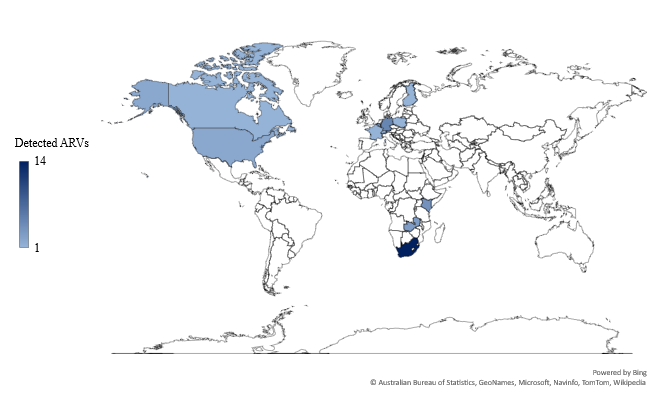 Detected ARVs
14
1
Powered by Bing
© Australian Bureau of Statistics, GeoNames, Microsoft, Navinfo, TomTom, Wikipedia